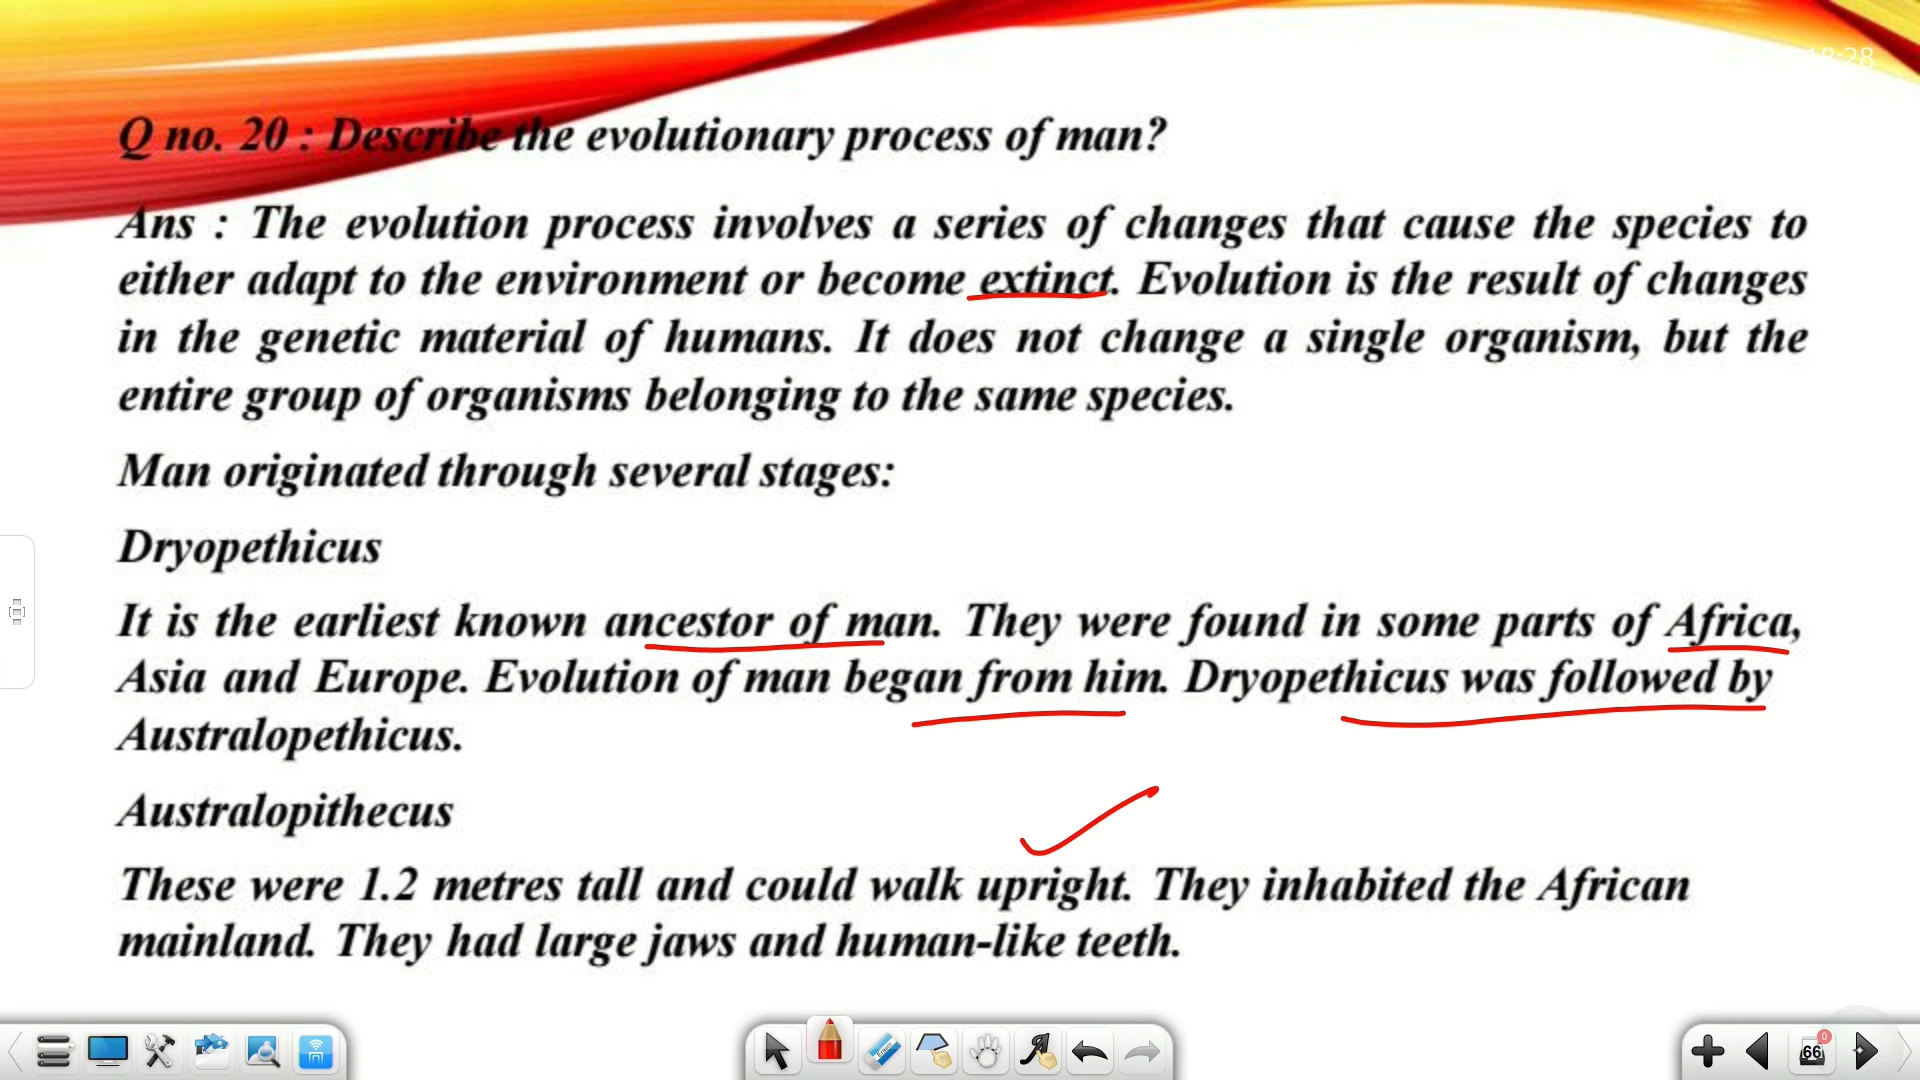 18:28
Q no. 20 : Describe the evolutionary process of man?
Ans : The evolution process involves a series of changes that cause the species to
either adapt to the environment or become extinct. Evolution is the result of changes
in the genetic material of humans. It does not change a single organism, but the
entire group of organisms belonging to the same species.
Man originated through several stages:
Dryopethicus
It is the earliest known ancestor of man. They were found in some parts of Africa,
Asia and Europe. Evolution of man began from him. Dryopethicus was followed by
Australopethicus.
Australopithecus
These were 1.2 metres tall and could walk upright. They inhabited the African
mainland. They had large jaws and human-like teeth.
66
0